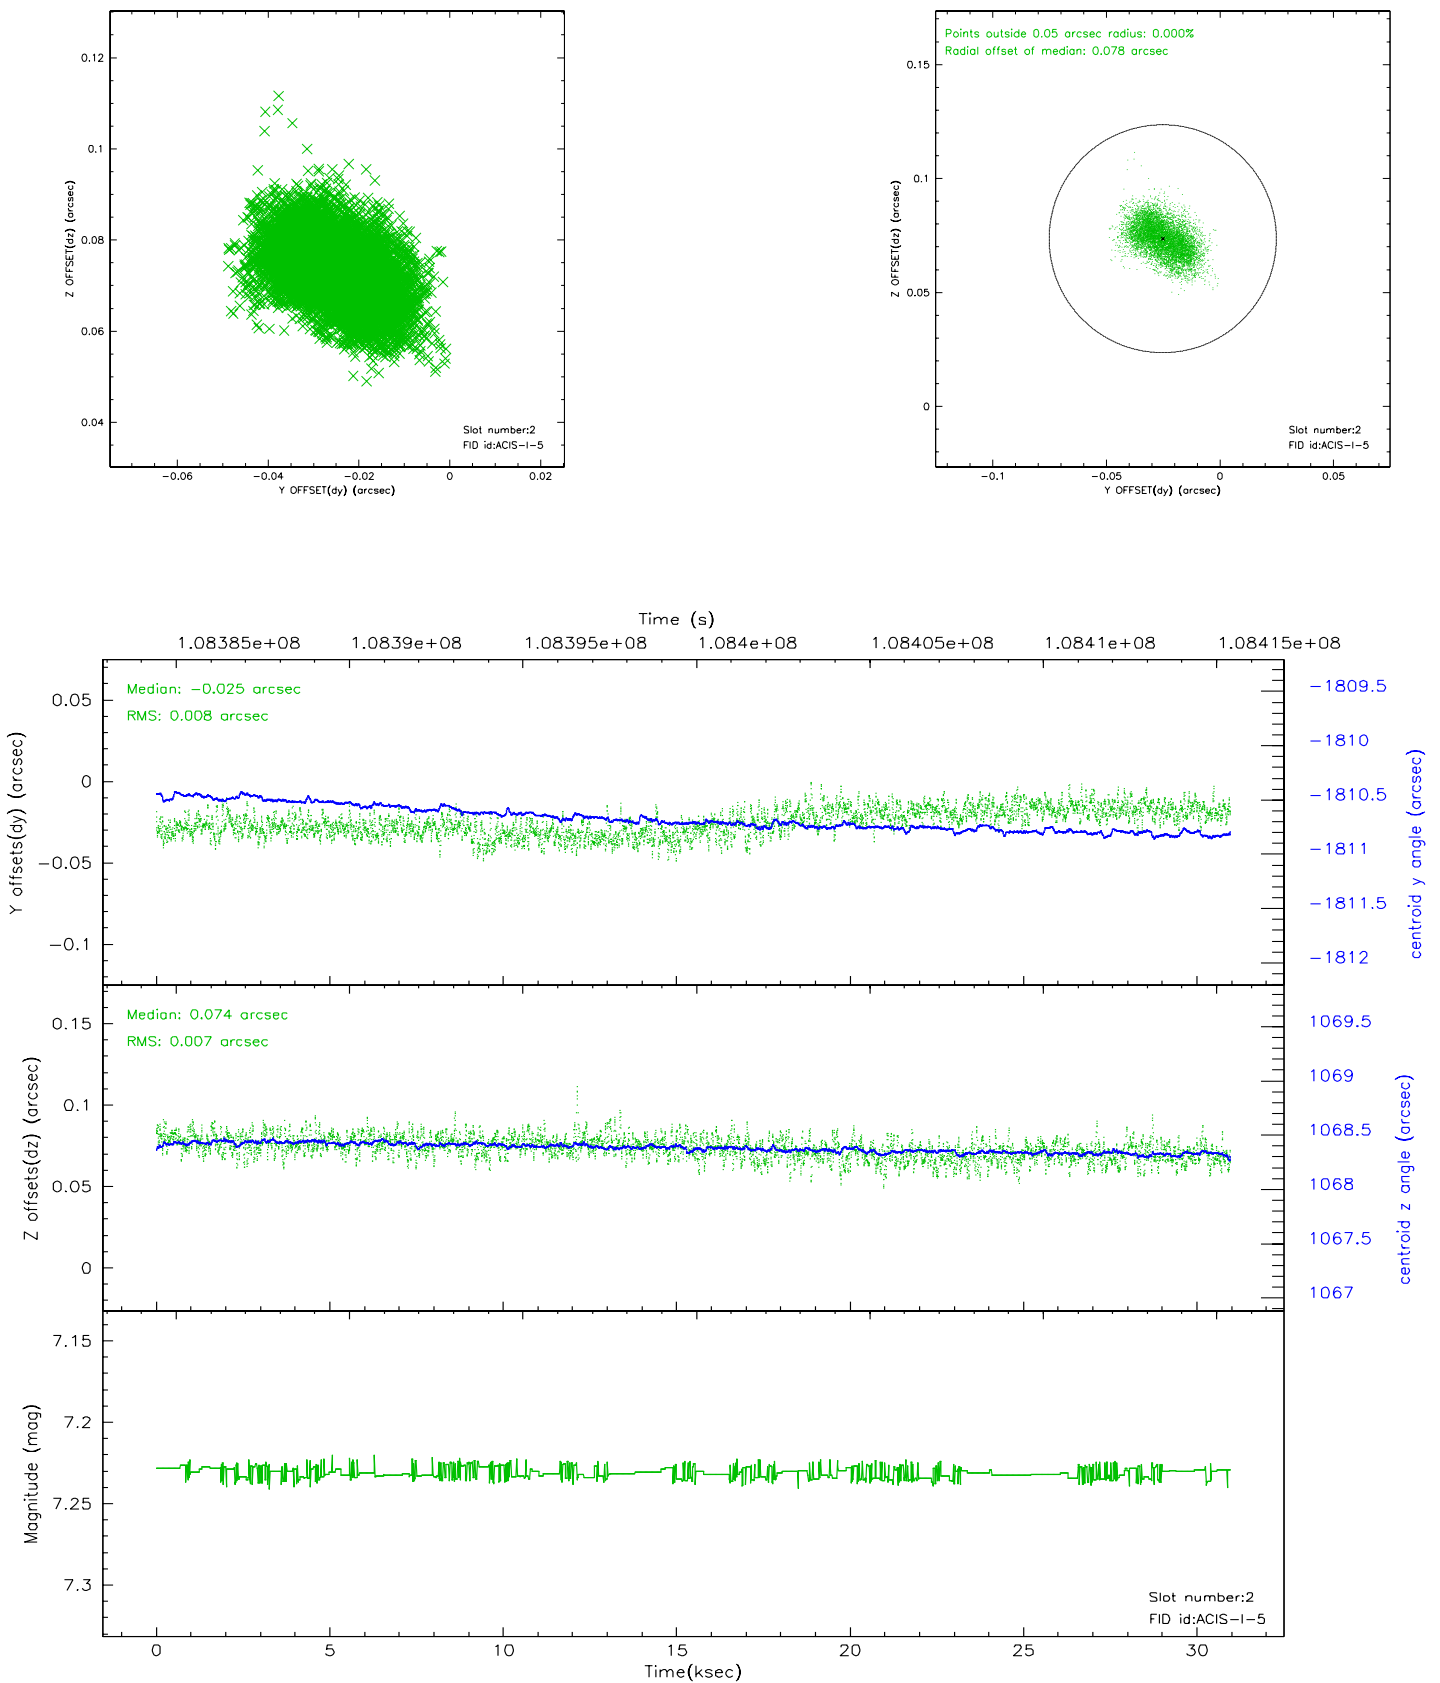 0.12
0.1
0.08
0.06
0.04
Z OFFSET(dz) (arcsec)
Slot number:2
FID id:ACIS-I-5
-0.06 -0.04 -0.02 0 0.02
Y OFFSET(dy) (arcsec)
Points outside 0.05 arcsec radius: 0.000%
Radial offset of median: 0.078 arcsec
0.15
0.1
0.05
0
Z OFFSET(dz) (arcsec)
Slot number:2
FID id:ACIS-I-5
-0.1 -0.05 0 0.05
Y OFFSET(dy) (arcsec)
Time (s)
1.08385e+08 1.0839e+08 1.08395e+08 1.084e+08 1.08405e+08 1.0841e+08 1.08415e+08
Median: -0.025 arcsec
RMS: 0.008 arcsec
0.05
0
-0.05
-0.1
Y offsets(dy) (arcsec)
-1809.5
-1810
-1810.5
-1811
-1811.5
-1812
centroid y angle (arcsec)
Median: 0.074 arcsec
RMS: 0.007 arcsec
0.15
0.1
0.05
0
Z offsets(dz) (arcsec)
1069.5
1069
1068.5
1068
1067.5
1067
centroid z angle (arcsec)
7.15
7.2
7.25
7.3
Magnitude (mag)
Slot number:2
FID id:ACIS-I-5
0 5 10 15 20 25 30
Time(ksec)